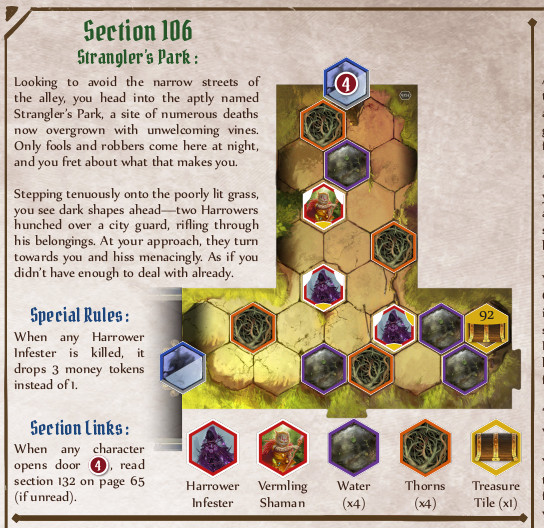 Section 106
Strangler's Park:
Looking to avoid the narrow streets of
the alley, you head into the aptly named
Strangler's Park, a site of numerous deaths
now overgrown with unwelcoming vines.
Only fools and robbers come here at night,
and you fret about what that makes you.
Stepping tenuously onto the poorly lit grass,
you see dark shapes ahead—two Harrowers
hunched over a city guard, rifling through
his belongings. At your approach, they turn
towards you and hiss menacingly. As if you
didn't have enough to deal with already.
Special Rules:
When any Harrower
Infester is killed, it
drops 3 money tokens
instead of 1.
Section Links:
When any character
opens door 4, read
section 132 on page 65
(if unread).
4
92
Harrower
Infester
Vermling
Shaman
Water
(x4)
Thorns
(x4)
Treasure
Tile (x1)